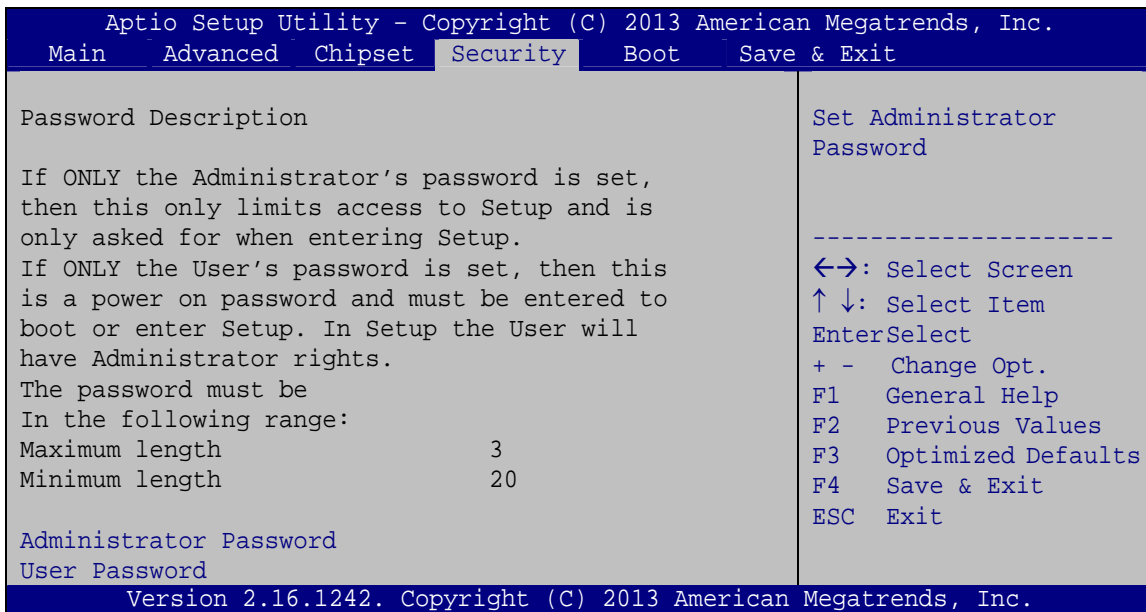 Aptio Setup Utility – Copyright (C) 2013 American Megatrends, Inc.
Main Advanced Chipset Security Boot Save & Exit
Password Description
If ONLY the Administrator’s password is set,
then this only limits access to Setup and is
only asked for when entering Setup.
If ONLY the User’s password is set, then this
is a power on password and must be entered to
boot or enter Setup. In Setup the User will
have Administrator rights.
The password must be
In the following range:
Maximum length 3
Minimum length 20
Administrator Password
User Password
Set Administrator
Password
---------------------
←→: Select Screen
↑ ↓: Select Item
EnterSelect
+ - Change Opt.
F1 General Help
F2 Previous Values
F3 Optimized Defaults
F4 Save & Exit
ESC Exit
Version 2.16.1242. Copyright (C) 2013 American Megatrends, Inc.